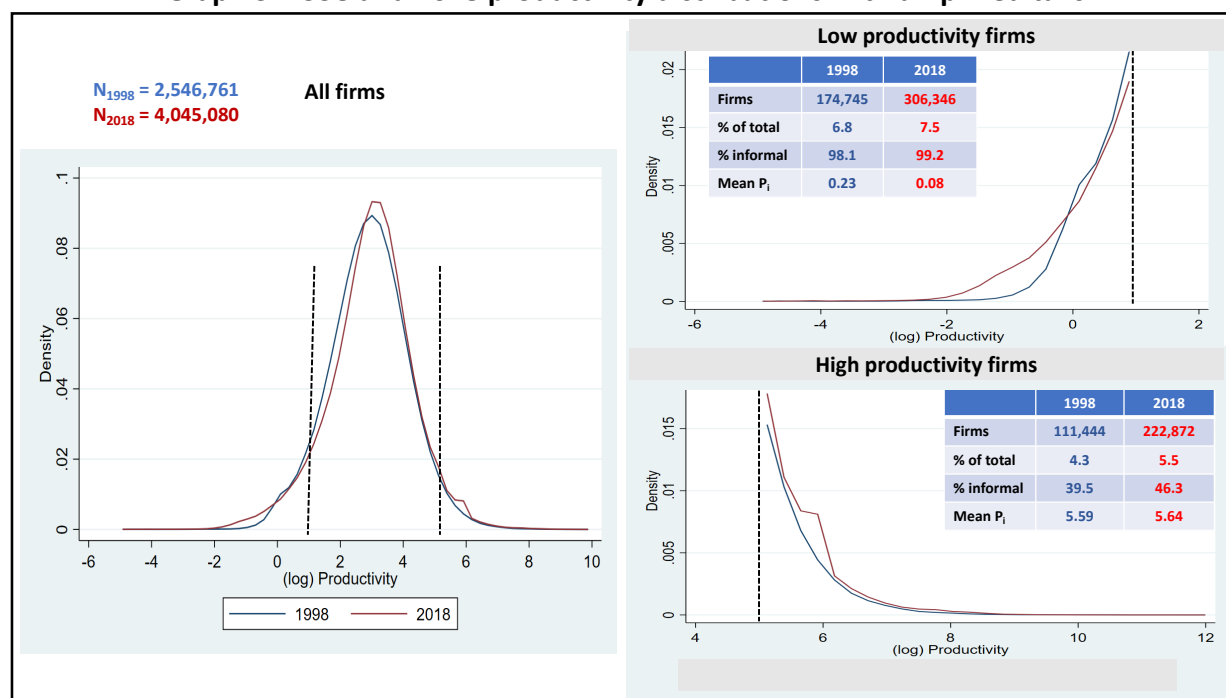 All firms
N1998 = 2,546,761
N2018 = 4,045,080
Density
.1
.08
.06
.04
.02
0
-6 -4 -2 0 2 4 6 8 10
(log) Productivity
1998 2018
Low productivity firms
1998 2018
Firms 174,745 306,346
% of total 6.8 7.5
% informal 98.1 99.2
Mean Pi 0.23 0.08
Density
.02
.015
.01
.005
0
-6 -4 -2 0 2
(log) Productivity
High productivity firms
1998 2018
Firms 111,444 222,872
% of total 4.3 5.5
% informal 39.5 46.3
Mean Pi 5.59 5.64
Density
.015
.01
.005
0
4 6 8 10 12
(log) Productivity